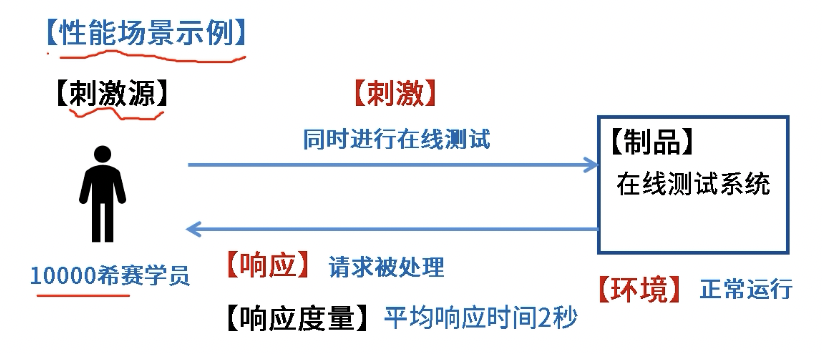 【性能场景示例】
【刺激源】
【刺激】
同时进行在线测试
【制品】
在线测试系统
10000希赛学员
【响应】 请求被处理
【环境】 正常运行
【响应度量】 平均响应时间2秒